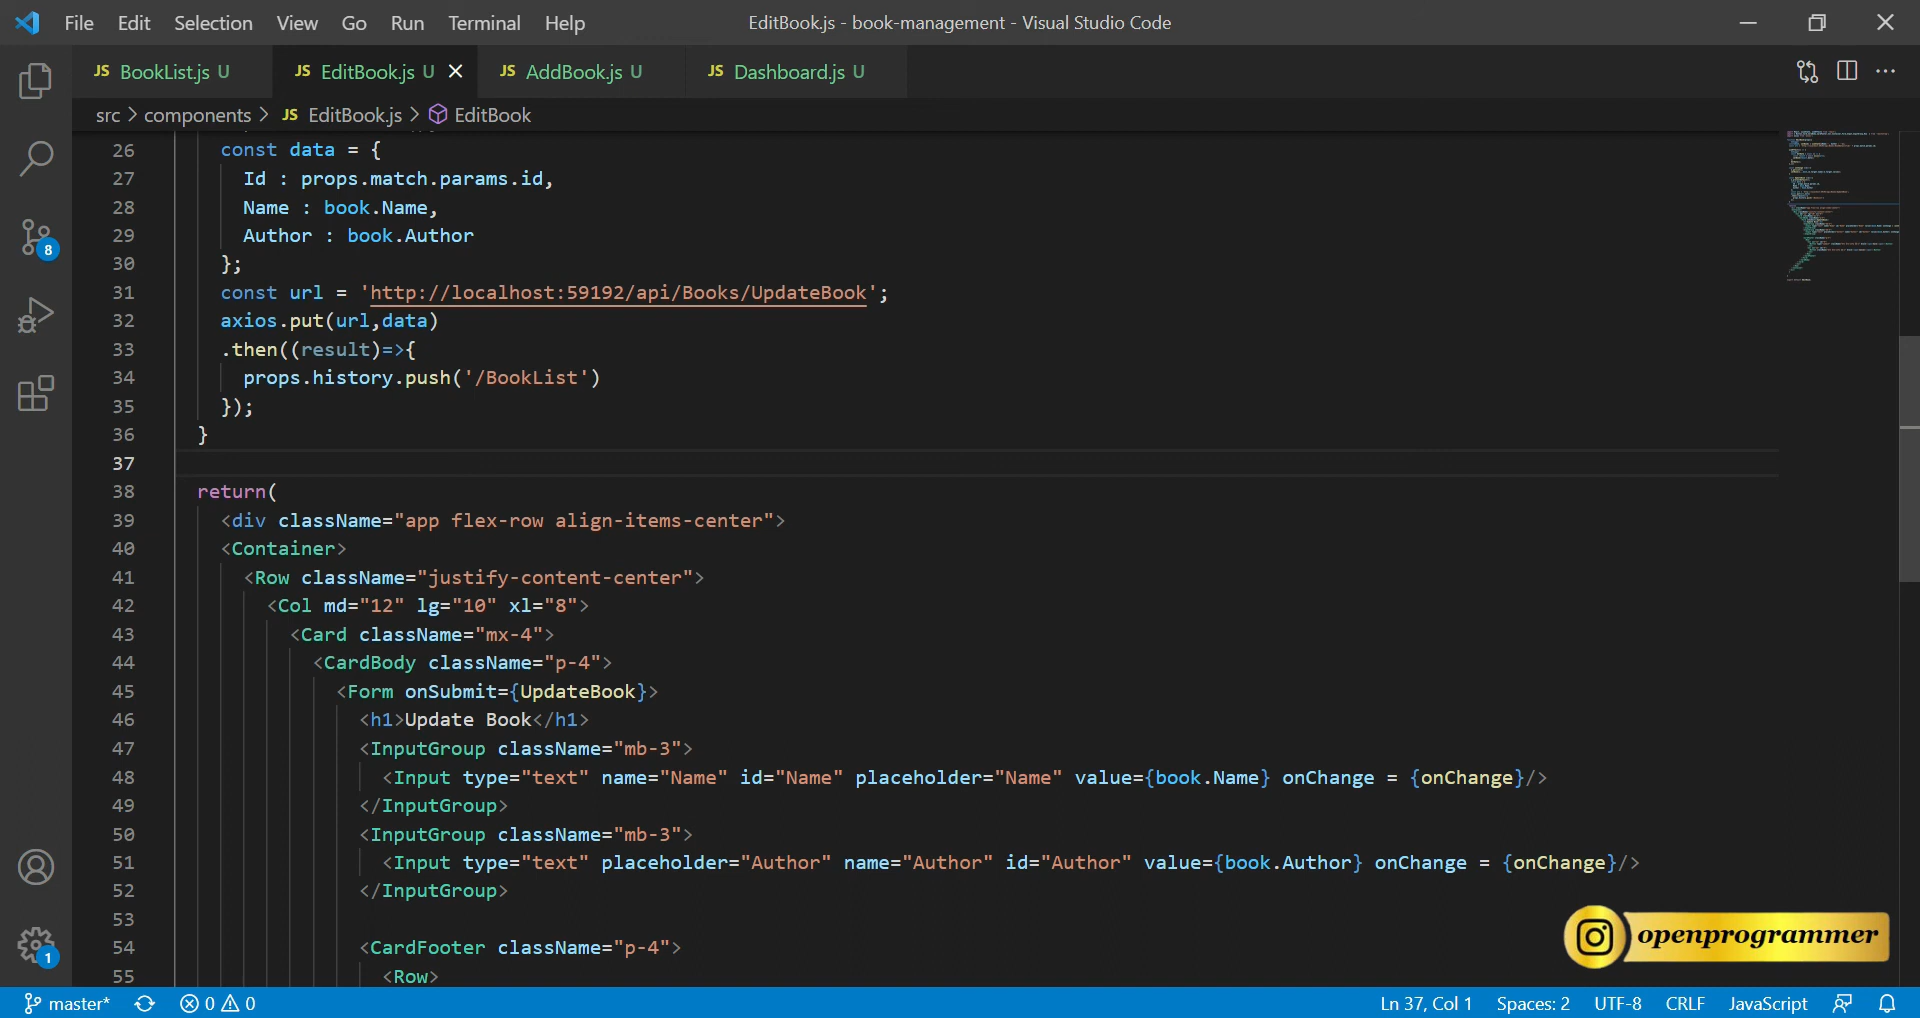 File Edit Selection View Go Run Terminal Help EditBook.js - book-management - Visual Studio Code
JS BookList.js U JS EditBook.js U JS AddBook.js U JS Dashboard.js U
src > components > JS EditBook.js > EditBook
26 const data = {
27 Id : props.match.params.id,
28 Name : book.Name,
29 Author : book.Author
30 };
31 const url = 'http://localhost:59192/api/Books/UpdateBook';
32 axios.put(url,data)
33 .then((result)=>{
34 props.history.push('/BookList')
35 });
36 }
37
38 return(
39 <div className="app flex-row align-items-center">
40 <Container>
41 <Row className="justify-content-center">
42 <Col md="12" lg="10" xl="8">
43 <Card className="mx-4">
44 <CardBody className="p-4">
45 <Form onSubmit={UpdateBook}>
46 <h1>Update Book</h1>
47 <InputGroup className="mb-3">
48 <Input type="text" name="Name" id="Name" placeholder="Name" value={book.Name} onChange = {onChange}/>
49 </InputGroup>
50 <InputGroup className="mb-3">
51 <Input type="text" placeholder="Author" name="Author" id="Author" value={book.Author} onChange = {onChange}/>
52 </InputGroup>
53
54 <CardFooter className="p-4">
55 <Row>
8
1
openprogrammer
master* 0 0 Ln 37, Col 1 Spaces: 2 UTF-8 CRLF JavaScript